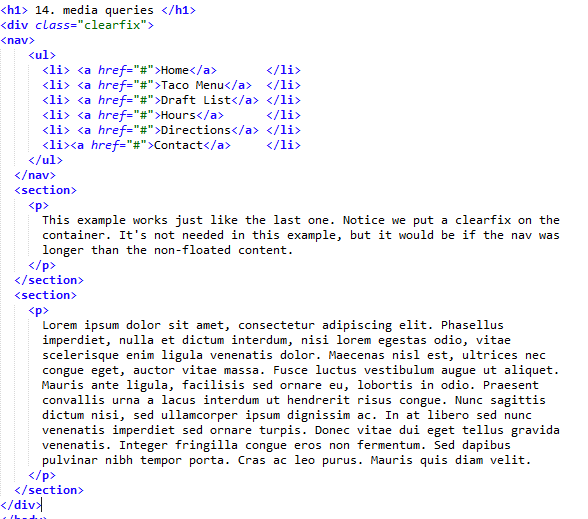 <h1> 14. media queries </h1>
<div class="clearfix">
<nav>
    <ul>
      <li> <a href="#">Home</a>       </li>
      <li> <a href="#">Taco Menu</a>  </li>
      <li> <a href="#">Draft List</a> </li>
      <li> <a href="#">Hours</a>      </li>
      <li> <a href="#">Directions</a> </li>
      <li><a href="#">Contact</a>     </li>
    </ul>
  </nav>
  <section>
    <p>
      This example works just like the last one. Notice we put a clearfix on the
      container. It's not needed in this example, but it would be if the nav was
      longer than the non-floated content.
    </p>
  </section>
  <section>
    <p>
      Lorem ipsum dolor sit amet, consectetur adipiscing elit. Phasellus
      imperdiet, nulla et dictum interdum, nisi lorem egestas odio, vitae
      scelerisque enim ligula venenatis dolor. Maecenas nisl est, ultrices nec
      congue eget, auctor vitae massa. Fusce luctus vestibulum augue ut aliquet.
      Mauris ante ligula, facilisis sed ornare eu, lobortis in odio. Praesent
      convallis urna a lacus interdum ut hendrerit risus congue. Nunc sagittis
      dictum nisi, sed ullamcorper ipsum dignissim ac. In at libero sed nunc
      venenatis imperdiet sed ornare turpis. Donec vitae dui eget tellus gravida
      venenatis. Integer fringilla congue eros non fermentum. Sed dapibus
      pulvinar nibh tempor porta. Cras ac leo purus. Mauris quis diam velit.
    </p>
  </section>
</div>
</body>